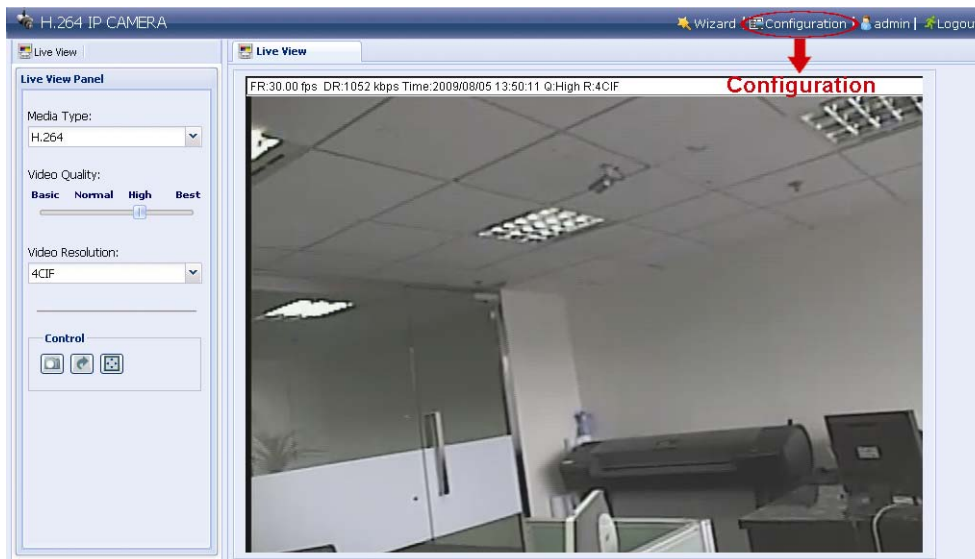 H.264 IP CAMERA
Wizard | Configuration | admin | Logou
Live View
Live View
Live View Panel
FR:30.00 fps DR:1052 kbps Time:2009/08/05 13:50:11 Q:High R:4CIF
Configuration
Media Type:
H.264
Video Quality:
Basic Normal High Best
Video Resolution:
4CIF
Control